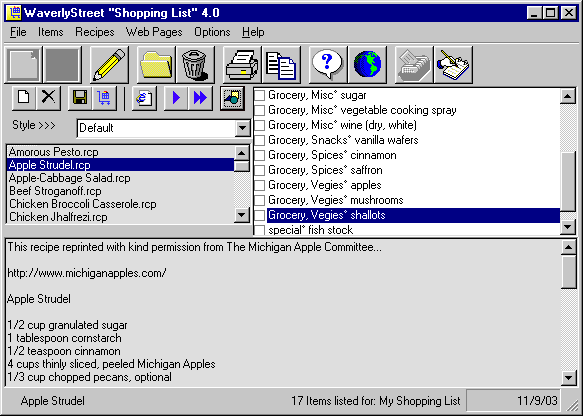 WaverlyStreet "Shopping List" 4.0
File Items Recipes Web Pages Options Help
Style >>> Default
Amorous Pesto.rcp
Apple Strudel.rcp
Apple-Cabbage Salad.rcp
Beef Stroganoff.rcp
Chicken Broccoli Casserole.rcp
Chicken Jhalfrezi.rcp
Grocery, Misc* sugar
Grocery, Misc* vegetable cooking spray
Grocery, Misc* wine (dry, white)
Grocery, Snacks* vanilla wafers
Grocery, Spices* cinnamon
Grocery, Spices* saffron
Grocery, Vegies* apples
Grocery, Vegies* mushrooms
Grocery, Vegies* shallots
special* fish stock
This recipe reprinted with kind permission from The Michigan Apple Committee...
http://www.michiganapples.com/
Apple Strudel
1/2 cup granulated sugar
1 tablespoon cornstarch
1/2 teaspoon cinnamon
4 cups thinly sliced, peeled Michigan Apples
1/3 cup chopped pecans, optional
Apple Strudel 17 Items listed for: My Shopping List 11/9/03